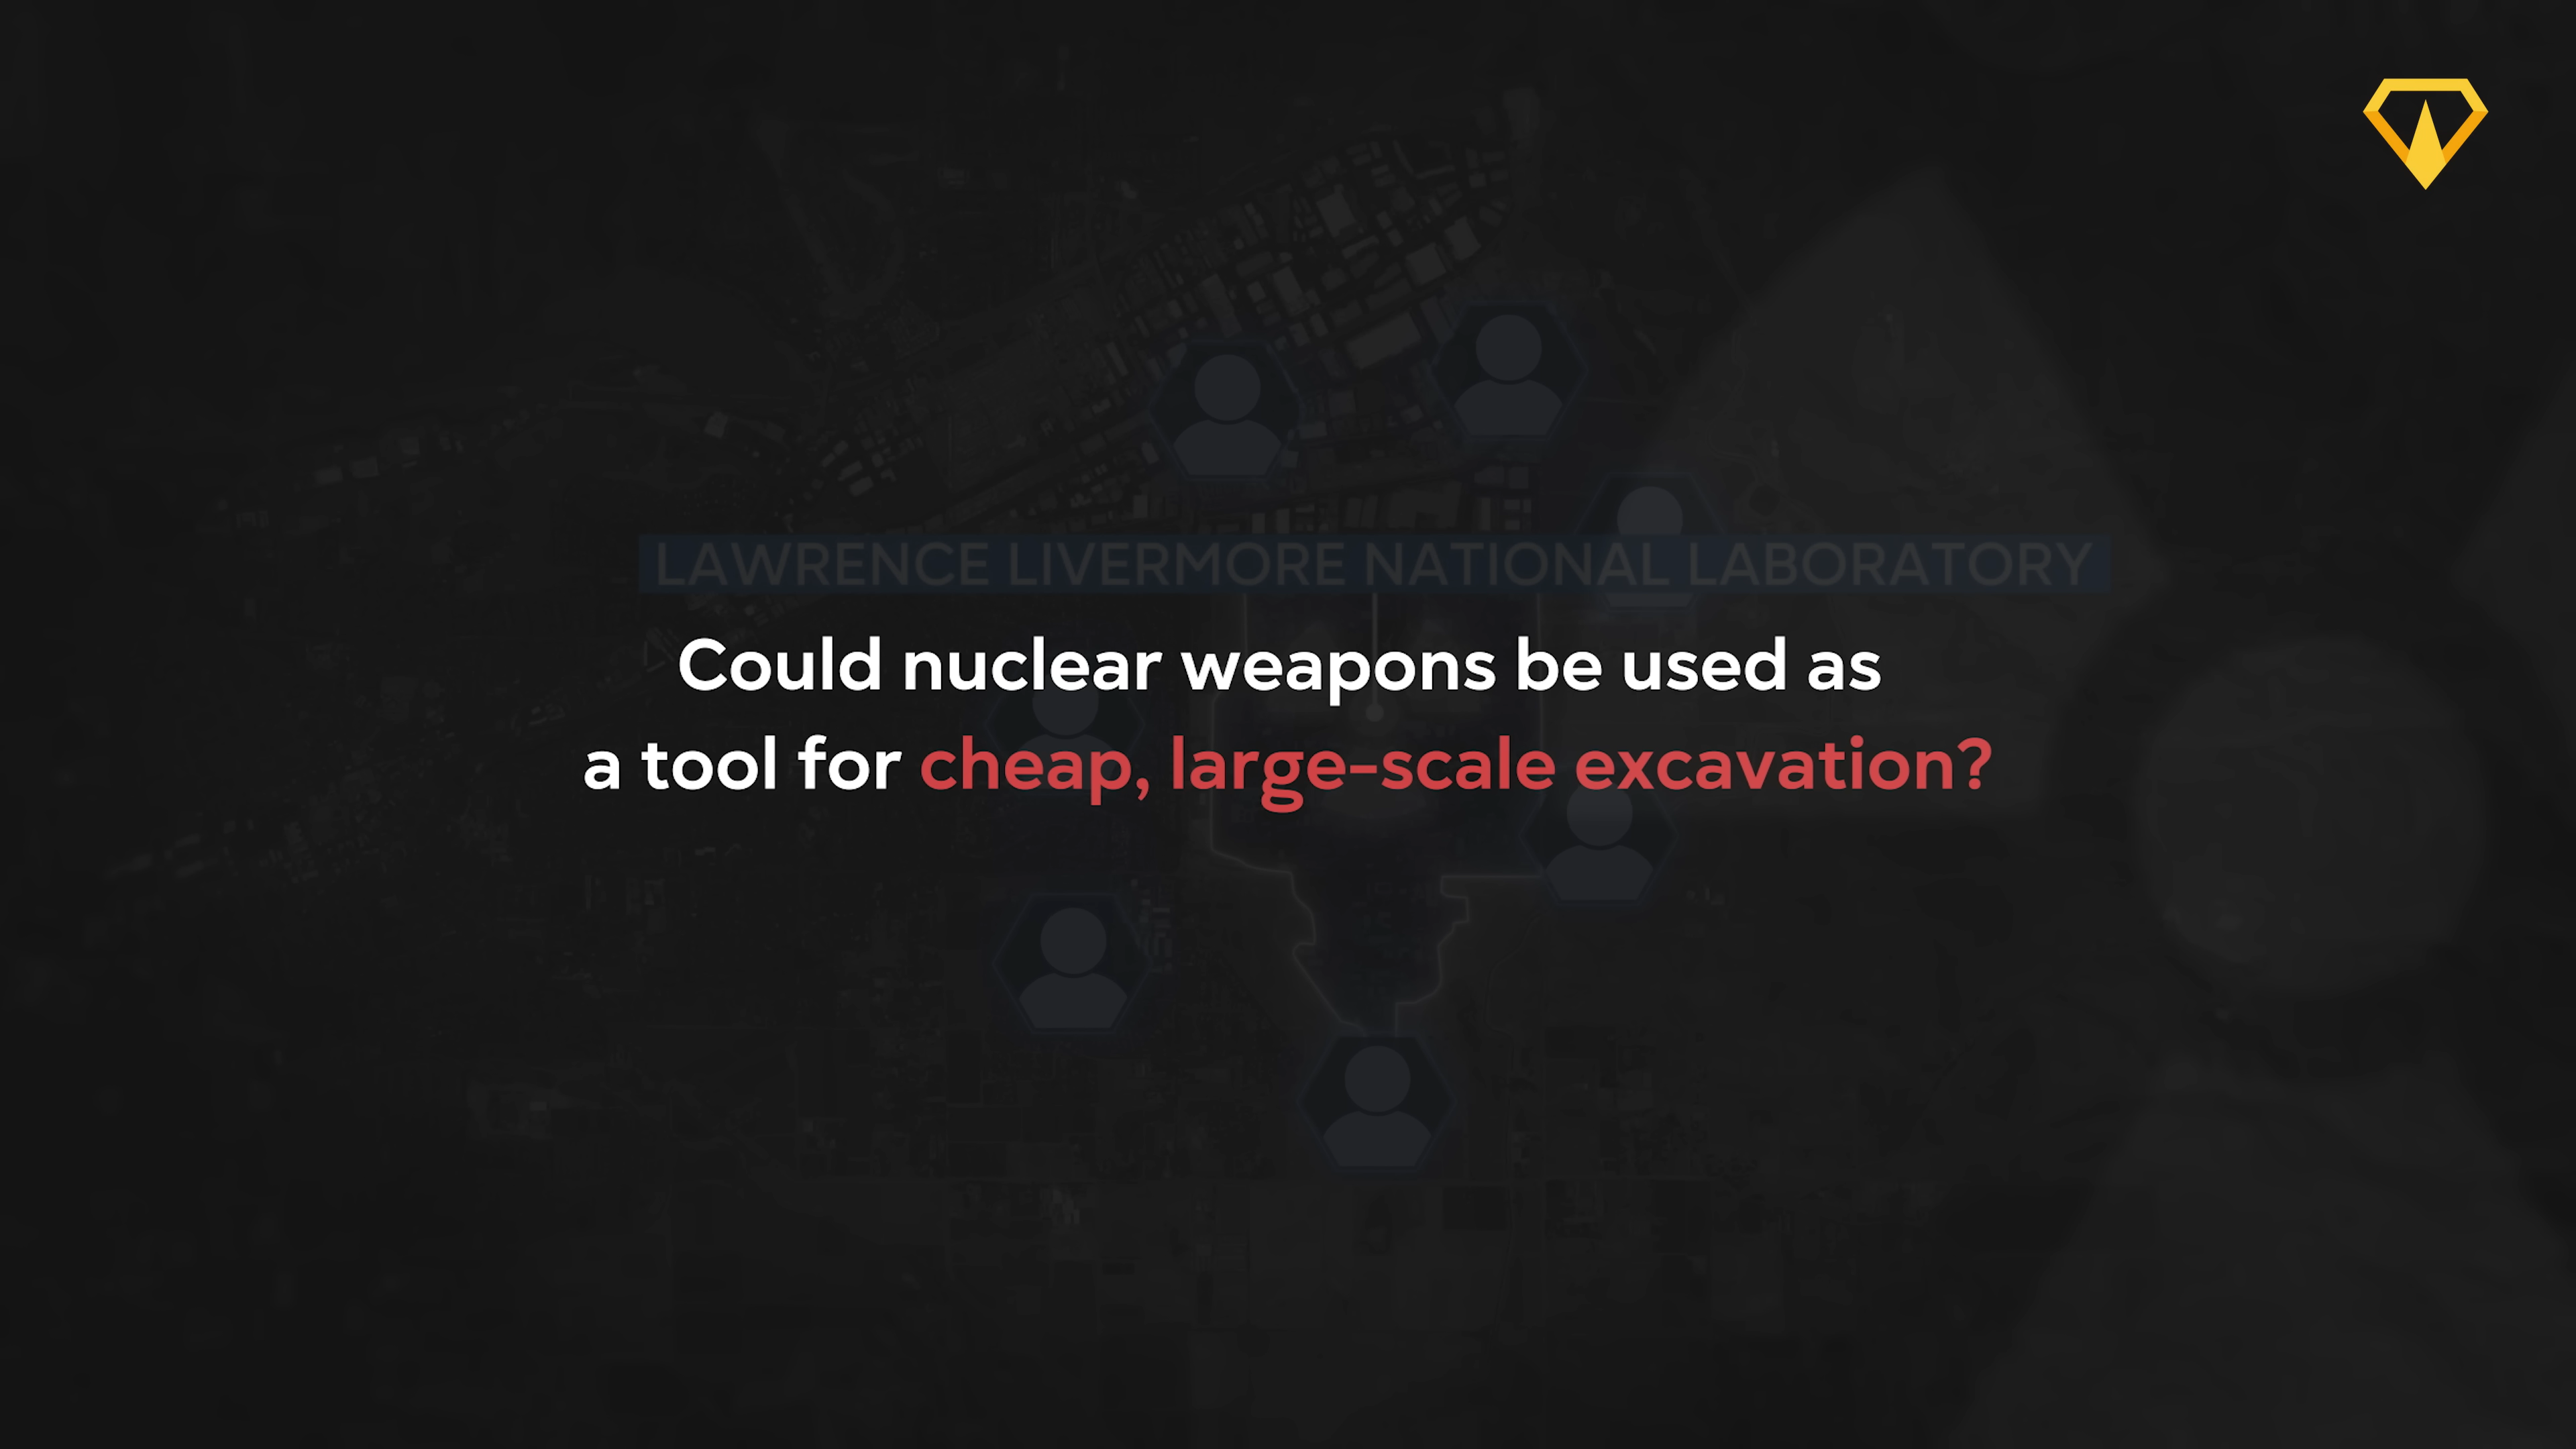 LAWRENCE LIVERMORE NATIONAL LABORATORY
Could nuclear weapons be used as
a tool for cheap, large-scale excavation?